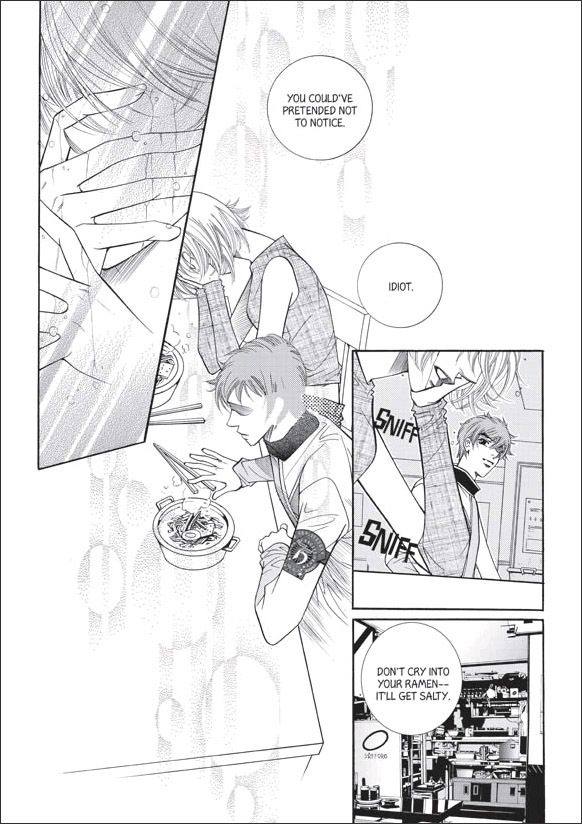 YOU COULD'VE
PRETENDED NOT
TO NOTICE.
IDIOT.
SNIFF
SNIFF
DON'T CRY INTO
YOUR RAMEN--
IT'LL GET SALTY.